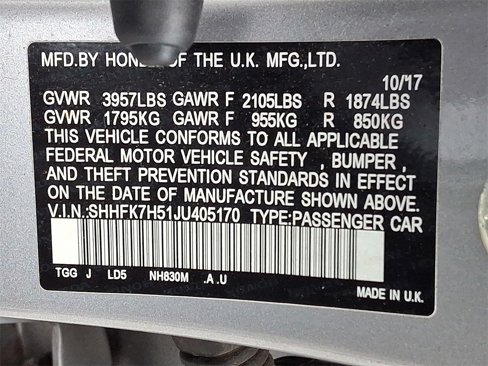 MFD.BY HONDA OF THE U.K. MFG.,LTD.
10/17
GVWR 3957LBS GAWR F 2105LBS R 1874LBS
GVWR 1795KG GAWR F 955KG R 850KG
THIS VEHICLE CONFORMS TO ALL APPLICABLE
FEDERAL MOTOR VEHICLE SAFETY , BUMPER ,
AND THEFT PREVENTION STANDARDS IN EFFECT
ON THE DATE OF MANUFACTURE SHOWN ABOVE.
V.I.N.:SHHFK7H51JU405170 TYPE:PASSENGER CAR
TGG J LD5 NH830M .A .U
MADE IN U.K.